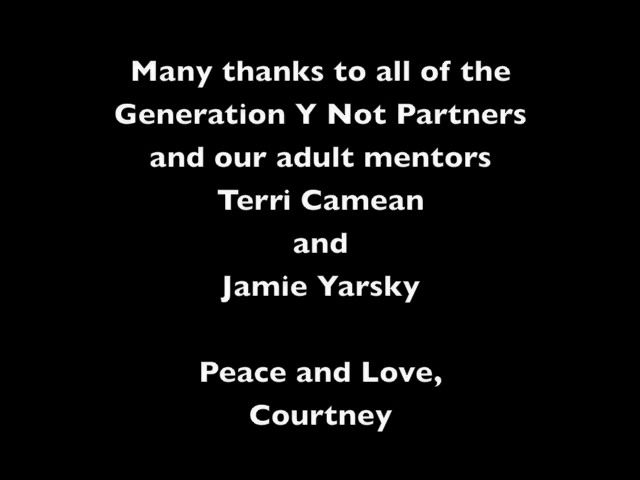 Many thanks to all of the
Generation Y Not Partners
and our adult mentors
Terri Camean
and
Jamie Yarsky
Peace and Love,
Courtney